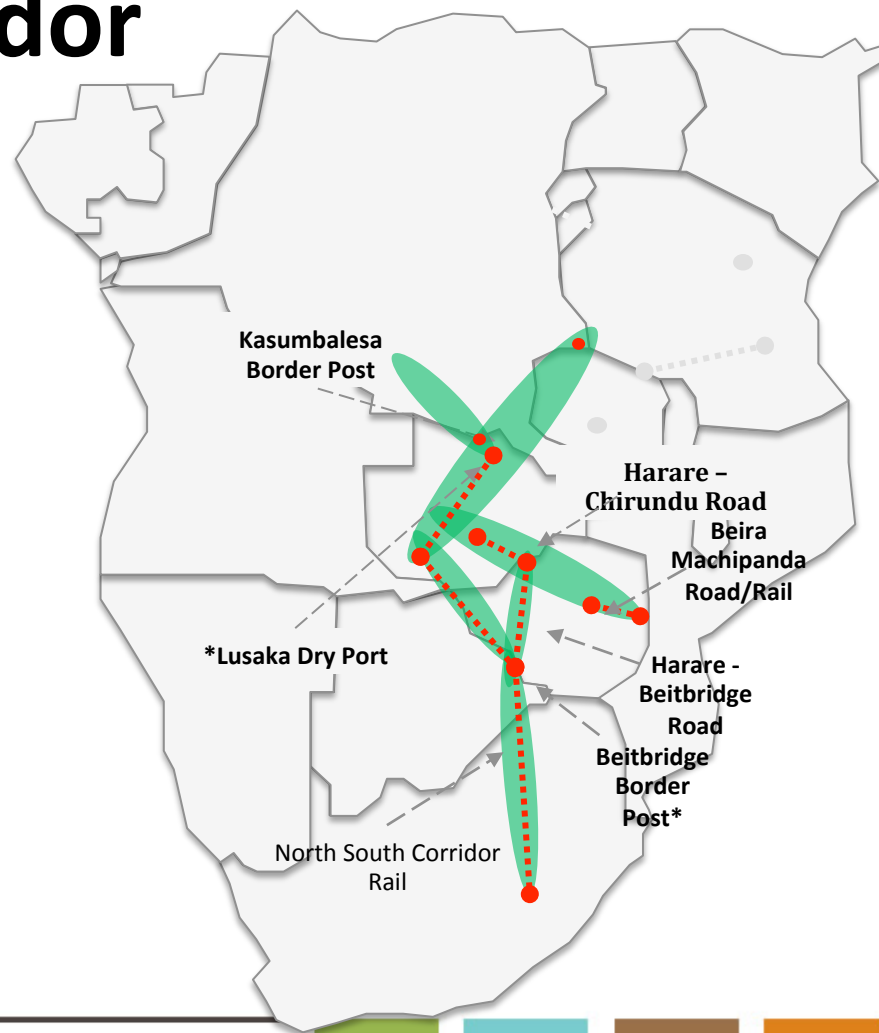 dor
Kasumbalesa
Border Post
Harare –
Chirundu Road
Beira
Machipanda
Road/Rail
*Lusaka Dry Port
Harare -
Beitbridge
Road
Beitbridge
Border
Post*
North South Corridor
Rail